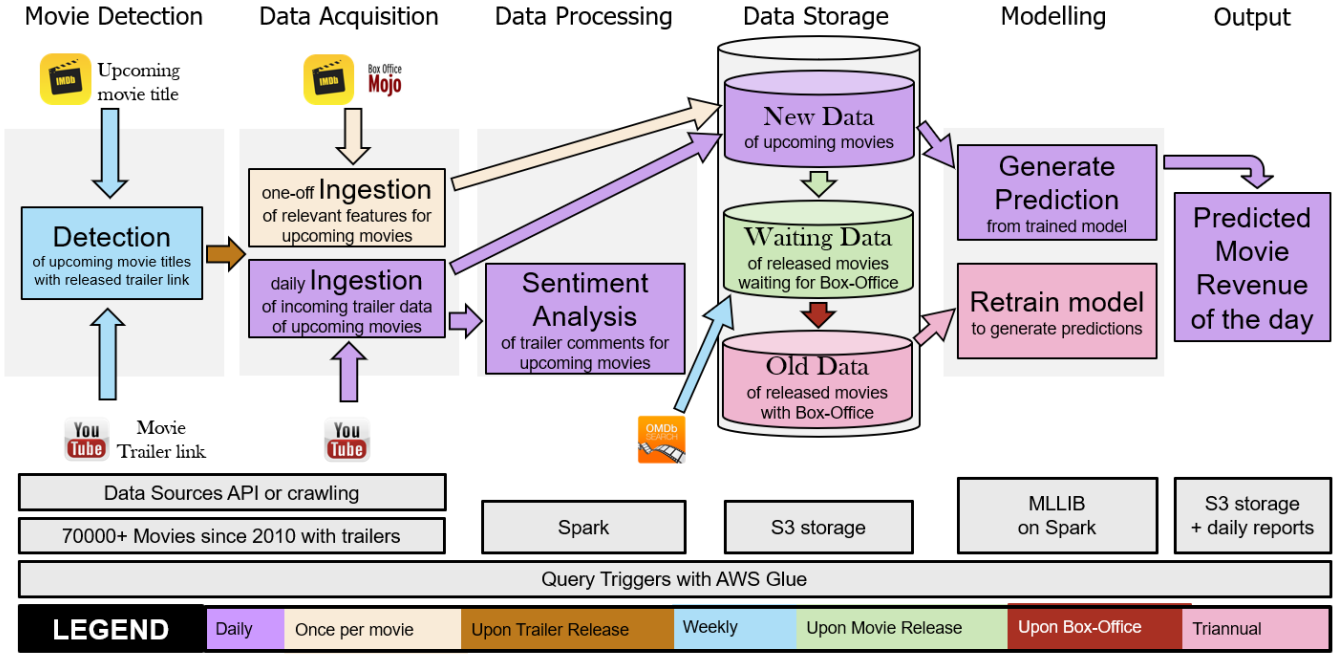 Movie Detection
Data Acquisition
Data Processing
Data Storage
Modelling
Output
IMDb
Upcoming
movie title
IMDb
Box Office
Mojo
Detection
of upcoming movie titles
with released trailer link
one-off Ingestion
of relevant features for
upcoming movies
daily Ingestion
of incoming trailer data
of upcoming movies
Sentiment
Analysis
of trailer comments for
upcoming movies
New Data
of upcoming movies
Waiting Data
of released movies
waiting for Box-Office
Old Data
of released movies
with Box-Office
Generate
Prediction
from trained model
Retrain model
to generate predictions
Predicted
Movie
Revenue
of the day
You
Tube
Movie
Trailer link
You
Tube
OMDb
SEARCH
Data Sources API or crawling
70000+ Movies since 2010 with trailers
Spark
S3 storage
MLLIB
on Spark
S3 storage
+ daily reports
Query Triggers with AWS Glue
LEGEND
Daily
Once per movie
Upon Trailer Release
Weekly
Upon Movie Release
Upon Box-Office
Triannual